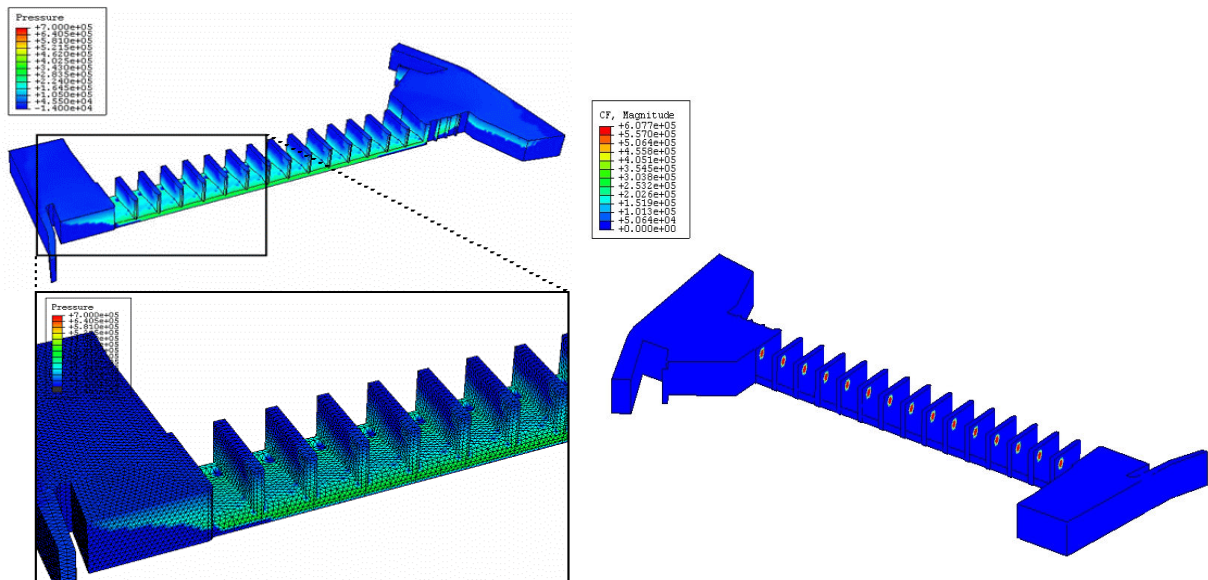 Pressure
+7.000e+05
+6.405e+05
+5.810e+05
+5.215e+05
+4.620e+05
+4.025e+05
+3.430e+05
+2.835e+05
+2.240e+05
+1.645e+05
+1.050e+05
+4.550e+04
-1.400e+04
CF, Magnitude
+6.077e+05
+5.570e+05
+5.064e+05
+4.558e+05
+4.051e+05
+3.545e+05
+3.038e+05
+2.532e+05
+2.026e+05
+1.519e+05
+1.013e+05
+5.064e+04
+0.000e+00
Pressure
+7.000e+05
+6.405e+05
+5.810e+05